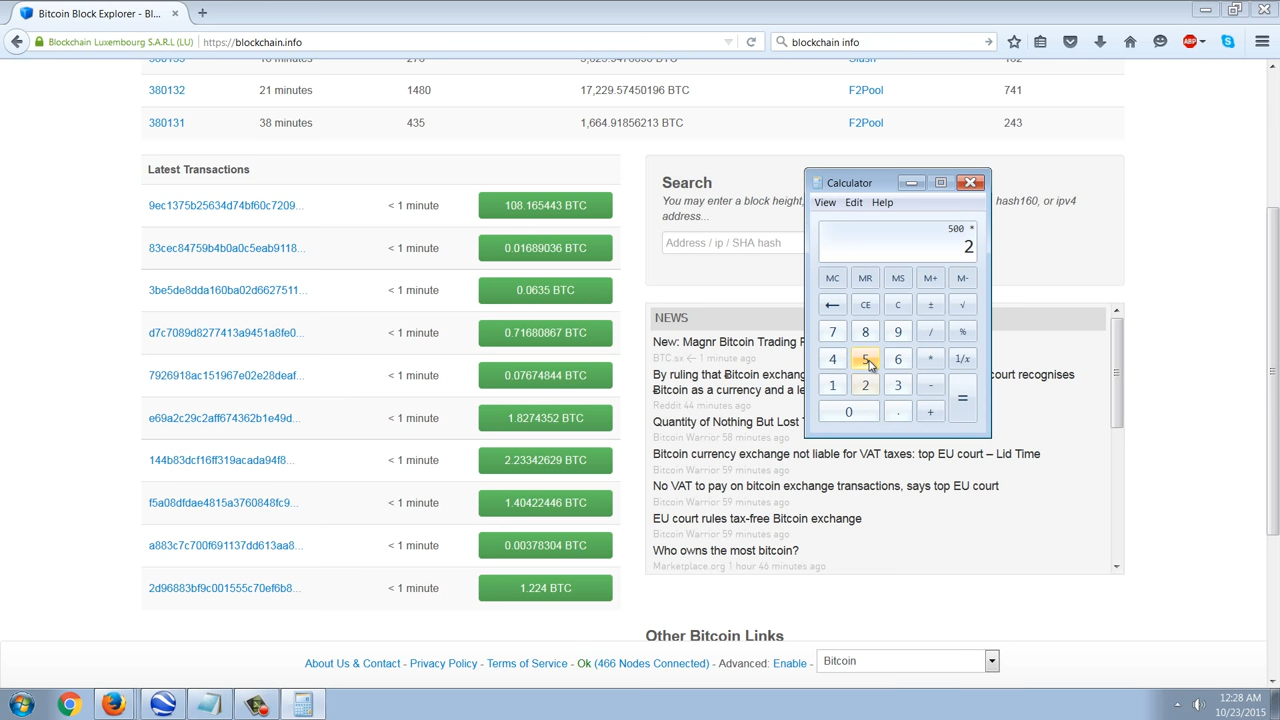 Bitcoin Block Explorer - Bl...
Blockchain Luxembourg S.A.R.L (LU)
https://blockchain.info
blockchain info
ABP
380132 21 minutes 1480 17,229.57450196 BTC F2Pool 741
380131 38 minutes 435 1,664.91856213 BTC F2Pool 243
Latest Transactions
9ec1375b25634d74bf60c7209... < 1 minute 108.165443 BTC
83cec84759b4b0a0c5eab9118... < 1 minute 0.01689036 BTC
3be5de8dda160ba02d6627511... < 1 minute 0.0635 BTC
d7c7089d8277413a9451a8fe0... < 1 minute 0.71680867 BTC
7926918ac151967e02e28deaf... < 1 minute 0.07674844 BTC
e69a2c29c2aff674362b1e49d... < 1 minute 1.8274352 BTC
144b83dcf16ff319acada94f8... < 1 minute 2.23342629 BTC
f5a08dfdae4815a3760848fc9... < 1 minute 1.40422446 BTC
a883c7c700f691137dd613aa8... < 1 minute 0.00378304 BTC
2d96883bf9c001555c70ef6b8... < 1 minute 1.224 BTC
Search
You may enter a block height, hash160, or ipv4
address...
Address / ip / SHA hash
NEWS
New: Magnr Bitcoin Trading
BTC.sx ← 1 minute ago
By ruling that Bitcoin exchan court recognises
Bitcoin as a currency and a
Reddit 44 minutes ago
Quantity of Nothing But Lost
Bitcoin Warrior 58 minutes ago
Bitcoin currency exchange not liable for VAT taxes: top EU court – Lid Time
Bitcoin Warrior 59 minutes ago
No VAT to pay on bitcoin exchange transactions, says top EU court
Bitcoin Warrior 59 minutes ago
EU court rules tax-free Bitcoin exchange
Bitcoin Warrior 59 minutes ago
Who owns the most bitcoin?
Marketplace.org 1 hour 46 minutes ago
Other Bitcoin Links
Calculator
View Edit Help
500 *
2
MC MR MS M+ M-
← CE C ± √
7 8 9 / %
4 5 6 * 1/x
1 2 3 - =
0 . +
About Us & Contact - Privacy Policy - Terms of Service - Ok (466 Nodes Connected) - Advanced: Enable - Bitcoin
12:28 AM
10/23/2015